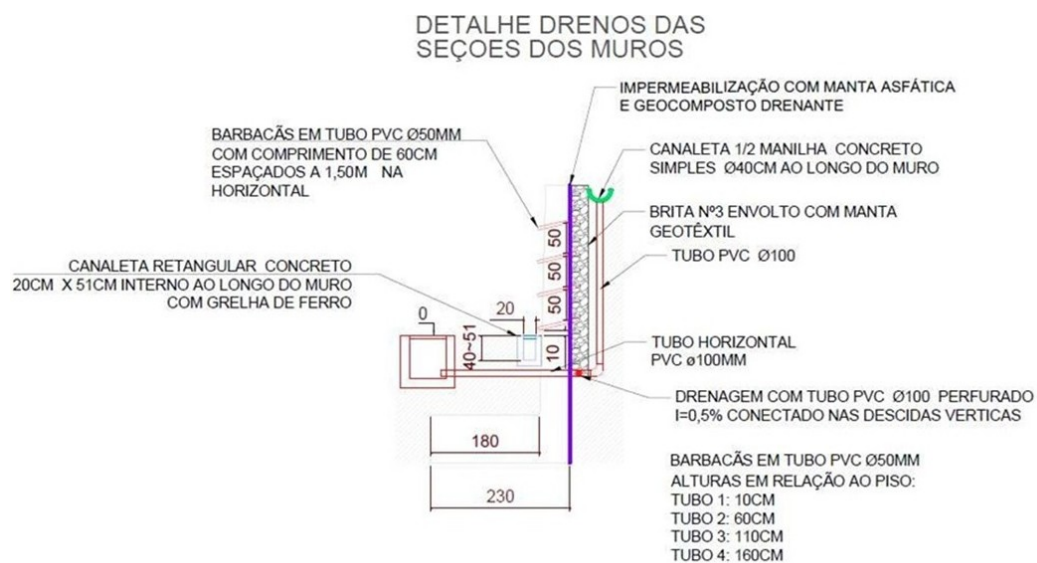 DETALHE DRENOS DAS
SEÇOES DOS MUROS
IMPERMEABILIZAÇÃO COM MANTA ASFÁTICA
E GEOCOMPOSTO DRENANTE
BARBACÃS EM TUBO PVC Ø50MM
COM COMPRIMENTO DE 60CM
ESPAÇADOS A 1,50M NA
HORIZONTAL
CANALETA 1/2 MANILHA CONCRETO
SIMPLES Ø40CM AO LONGO DO MURO
BRITA Nº3 ENVOLTO COM MANTA
GEOTÊXTIL
TUBO PVC Ø100
CANALETA RETANGULAR CONCRETO
20CM X 51CM INTERNO AO LONGO DO MURO
COM GRELHA DE FERRO
50
50
50
20
0
40~51
10
TUBO HORIZONTAL
PVC ø100MM
DRENAGEM COM TUBO PVC Ø100 PERFURADO
I=0,5% CONECTADO NAS DESCIDAS VERTICAS
180
230
BARBACÃS EM TUBO PVC Ø50MM
ALTURAS EM RELAÇÃO AO PISO:
TUBO 1: 10CM
TUBO 2: 60CM
TUBO 3: 110CM
TUBO 4: 160CM